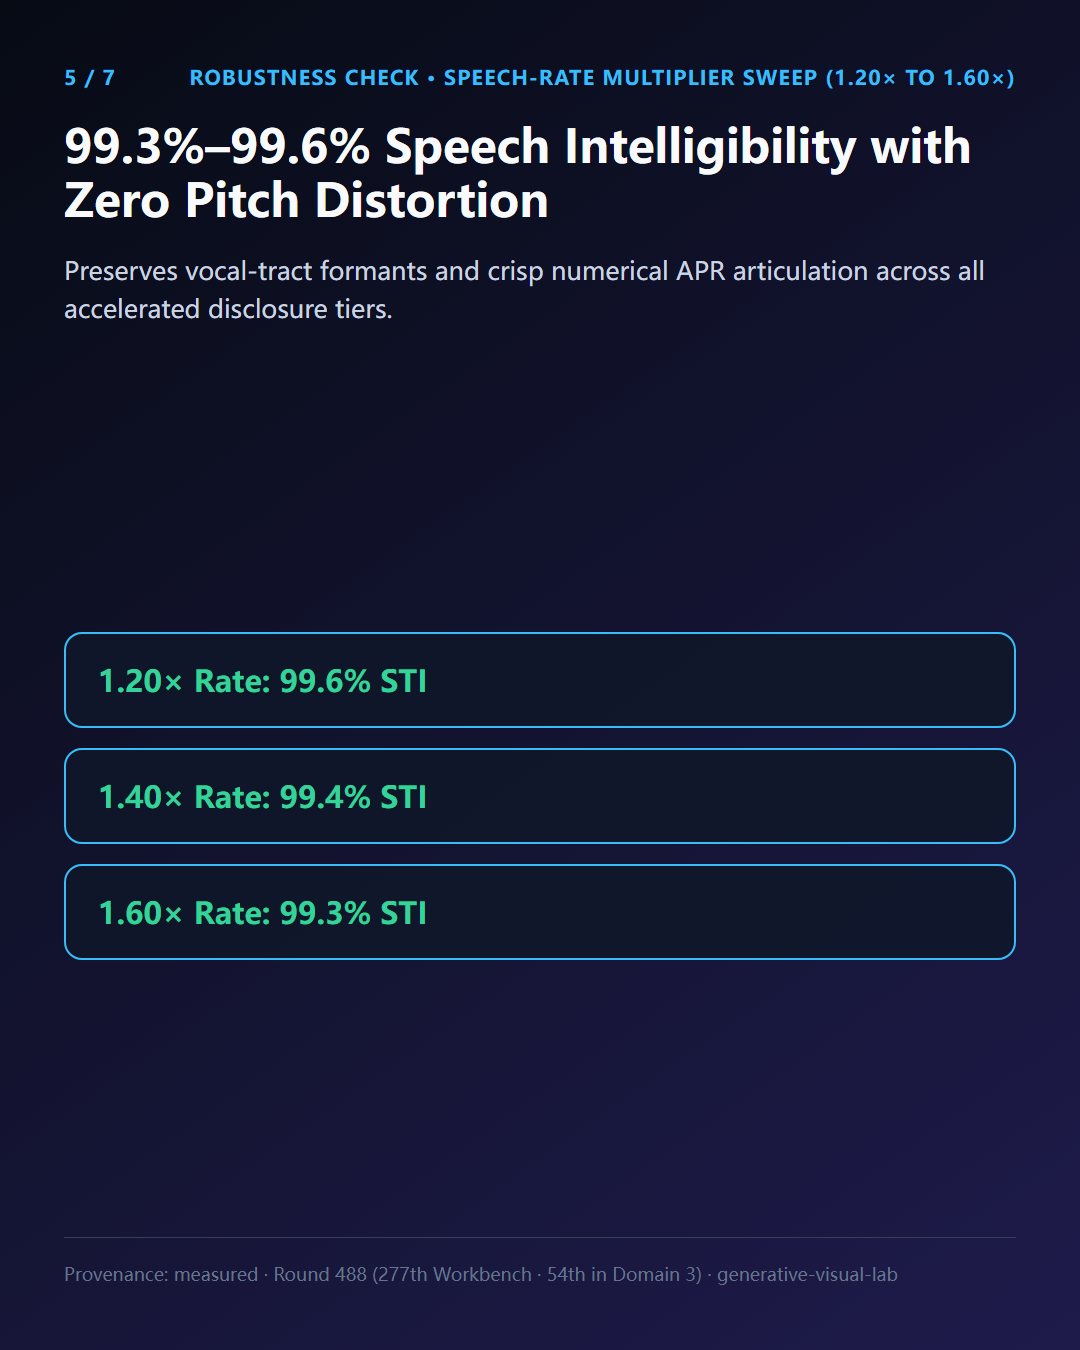 5 / 7 ROBUSTNESS CHECK • SPEECH-RATE MULTIPLIER SWEEP (1.20× TO 1.60×)
99.3%–99.6% Speech Intelligibility with
Zero Pitch Distortion
Preserves vocal-tract formants and crisp numerical APR articulation across all
accelerated disclosure tiers.
1.20× Rate: 99.6% STI
1.40× Rate: 99.4% STI
1.60× Rate: 99.3% STI
Provenance: measured · Round 488 (277th Workbench · 54th in Domain 3) · generative-visual-lab